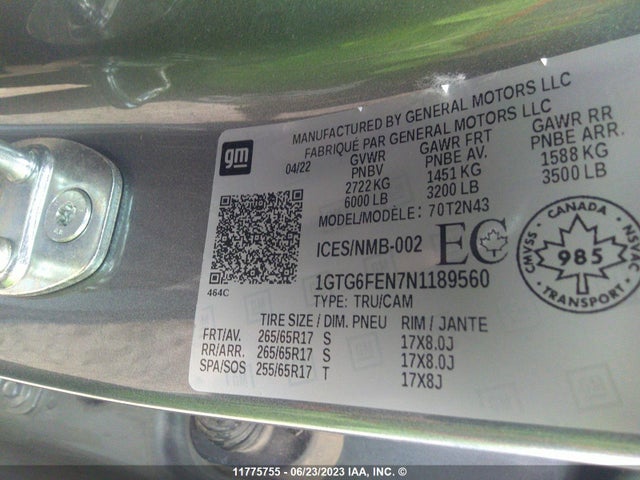 MANUFACTURED BY GENERAL MOTORS LLC
FABRIQUÉ PAR GENERAL MOTORS LLC
gm
04/22
GVWR GAWR FRT GAWR RR
PNBV PNBE AV. PNBE ARR.
2722 KG 1451 KG 1588 KG
6000 LB 3200 LB 3500 LB
MODEL/MODÈLE: 70T2N43
464C
ICES/NMB-002 EC
1GTG6FEN7N1189560
TYPE: TRU/CAM
CANADA
CMVSS 985 NSVAC
TRANSPORT
TIRE SIZE / DIM. PNEU RIM / JANTE
FRT/AV. 265/65R17 S 17X8.0J
RR/ARR. 265/65R17 S 17X8.0J
SPA/SOS 255/65R17 T 17X8J
11775755 - 06/23/2023 IAA, INC. ©